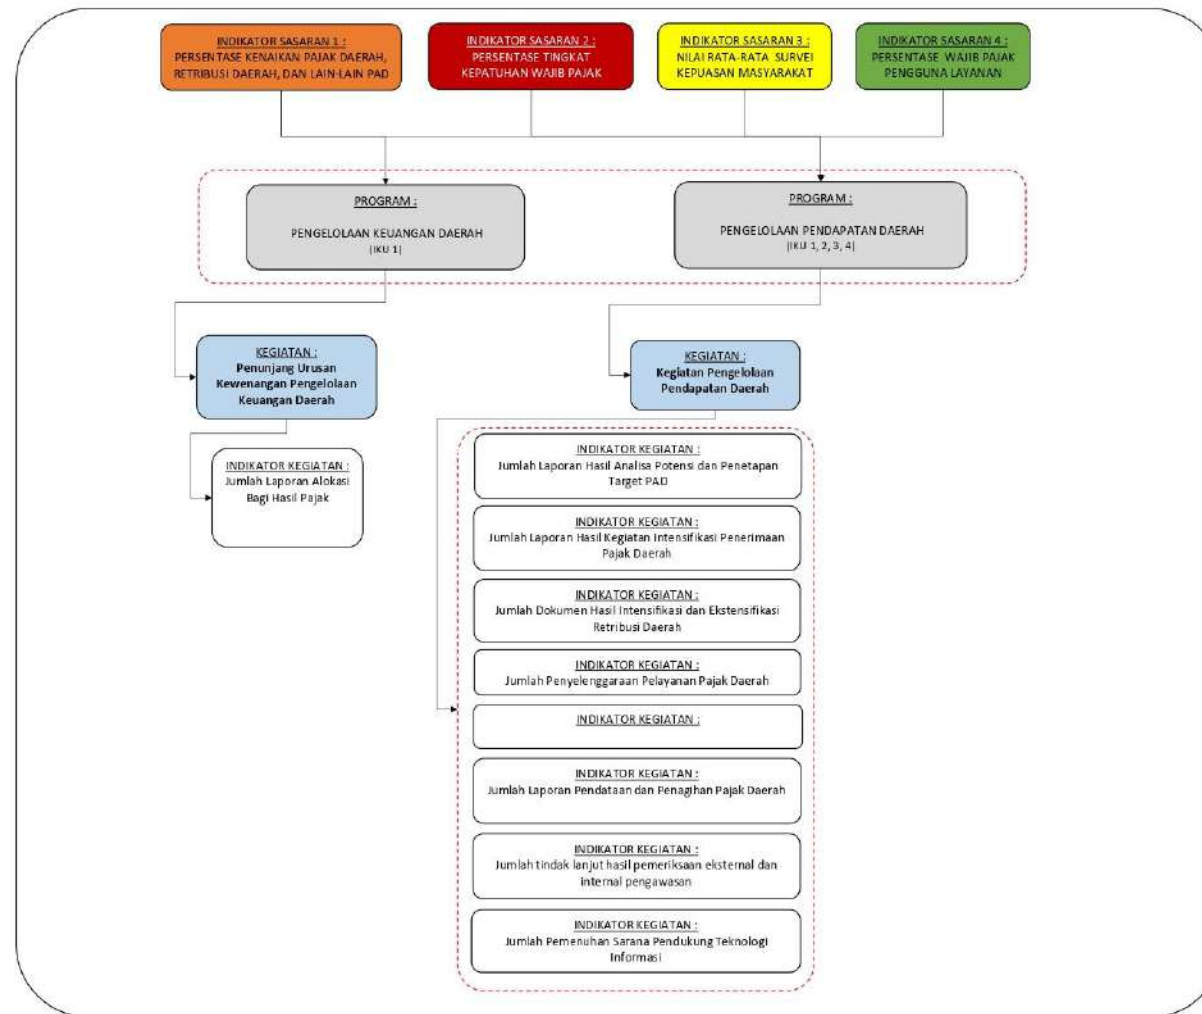 INDIKATOR SASARAN 1 :
PERSENTASE KENAIKAN PAJAK DAERAH,
RETRIBUSI DAERAH, DAN LAIN-LAIN PAD
INDIKATOR SASARAN 2 :
PERSENTASE TINGKAT
KEPATUHAN WAJIB PAJAK
INDIKATOR SASARAN 3 :
NILAI RATA-RATA SURVEI
KEPUASAN MASYARAKAT
INDIKATOR SASARAN 4 :
PERSENTASE WAJIB PAJAK
PENGGUNA LAYANAN
PROGRAM :
PENGELOLAAN KEUANGAN DAERAH
(IKU 1)
PROGRAM :
PENGELOLAAN PENDAPATAN DAERAH
(IKU 1, 2, 3, 4)
KEGIATAN :
Penunjang Urusan
Kewenangan Pengelolaan
Keuangan Daerah
INDIKATOR KEGIATAN :
Jumlah Laporan Alokasi
Bagi Hasil Pajak
KEGIATAN :
Kegiatan Pengelolaan
Pendapatan Daerah
INDIKATOR KEGIATAN :
Jumlah Laporan Hasil Analisa Potensi dan Penetapan
Target PAD
INDIKATOR KEGIATAN :
Jumlah Laporan Hasil Kegiatan Intensifikasi Penerimaan
Pajak Daerah
INDIKATOR KEGIATAN :
Jumlah Dokumen Hasil Intensifikasi dan Ekstensifikasi
Retribusi Daerah
INDIKATOR KEGIATAN :
Jumlah Penyelenggaraan Pelayanan Pajak Daerah
INDIKATOR KEGIATAN :
INDIKATOR KEGIATAN :
Jumlah Laporan Pendataan dan Penagihan Pajak Daerah
INDIKATOR KEGIATAN :
Jumlah tindak lanjut hasil pemeriksaan eksternal dan
internal pengawasan
INDIKATOR KEGIATAN :
Jumlah Pemenuhan Sarana Pendukung Teknologi
Informasi